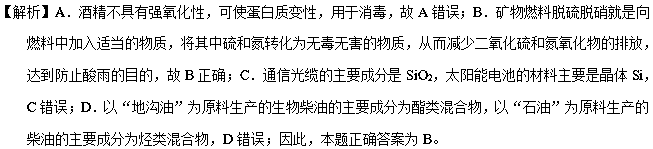 【解析】A．酒精不具有强氧化性，可使蛋白质变性，用于消毒，故 A 错误；B．矿物燃料脱硫脱硝就是向
燃料中加入适当的物质，将其中硫和氮转化为无毒无害的物质，从而减少二氧化硫和氮氧化物的排放，
达到防止酸雨的目的，故 B 正确；C．通信光缆的主要成分是 SiO₂，太阳能电池的材料主要是晶体 Si，
C 错误；D．以“地沟油”为原料生产的生物柴油的主要成分为酯类混合物，以“石油”为原料生产的
柴油的主要成分为烃类混合物，D 错误；因此，本题正确答案为 B。